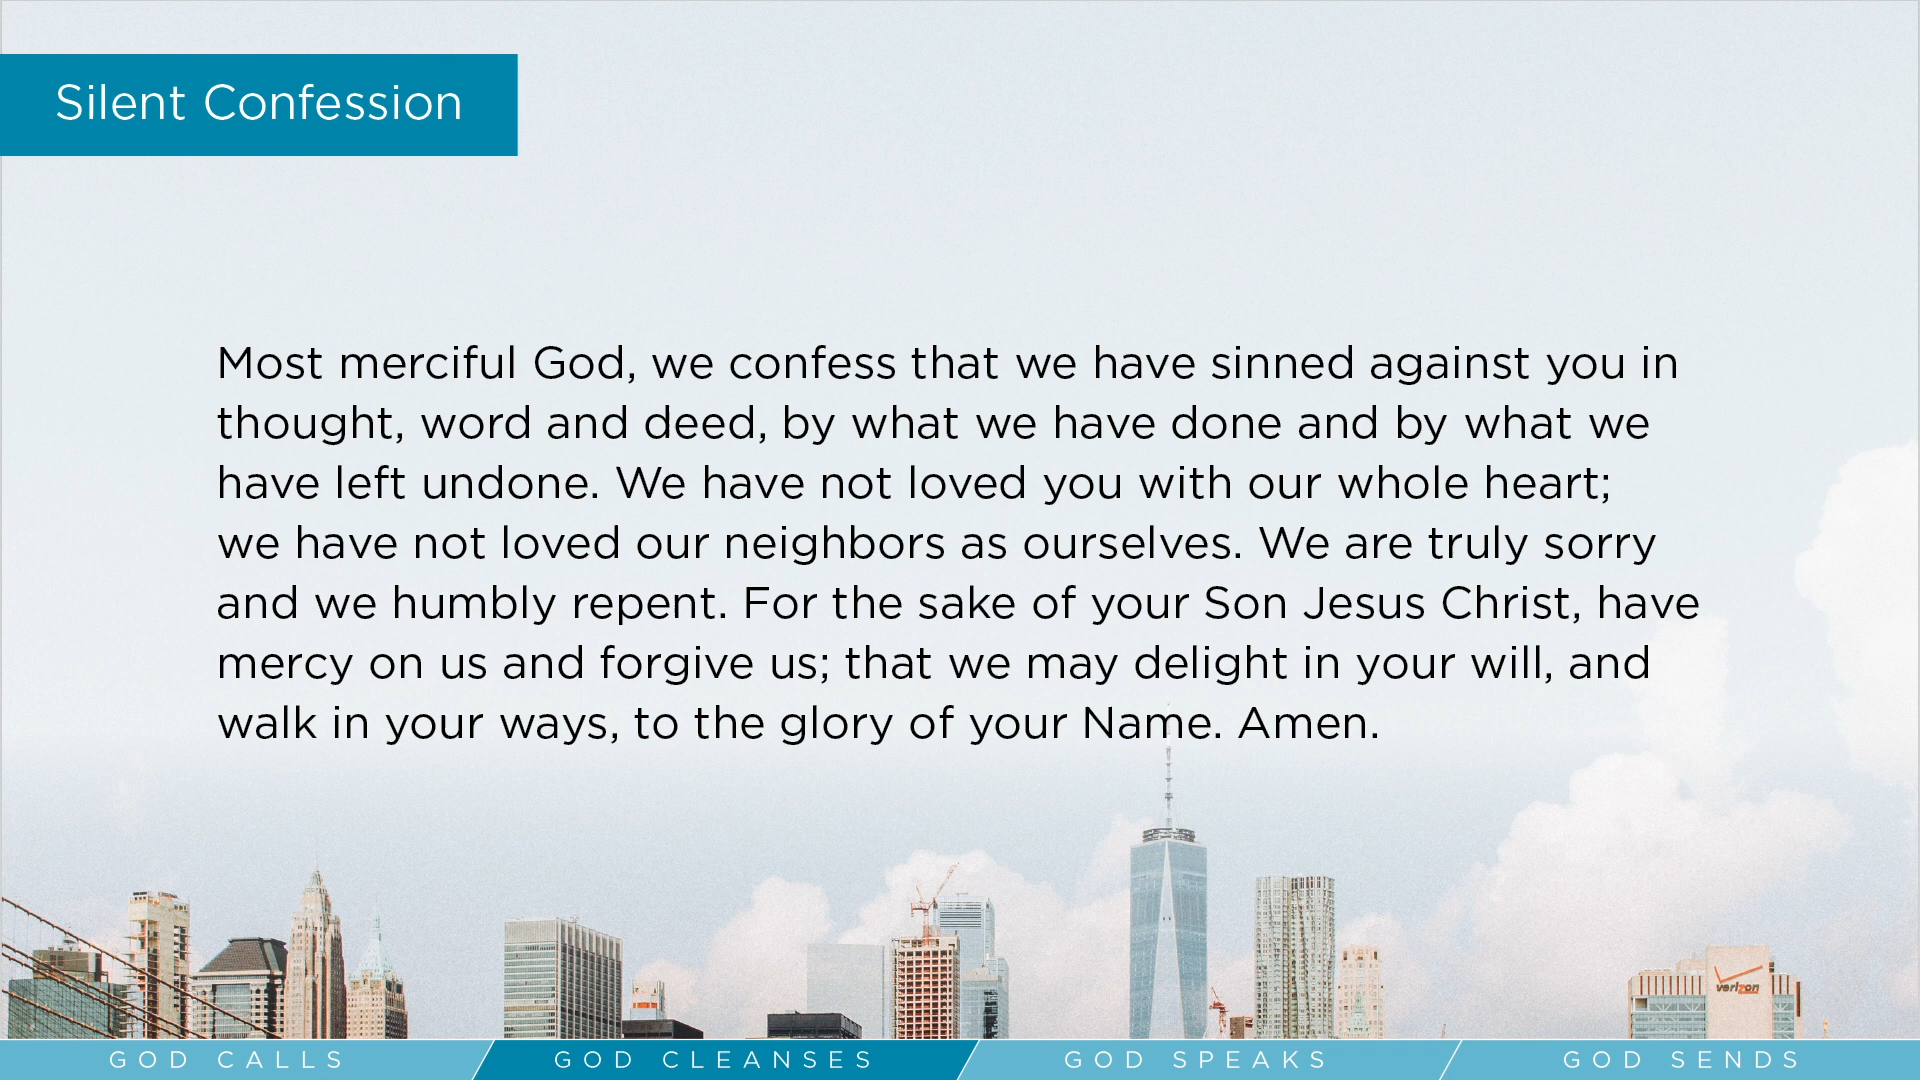 Silent Confession
Most merciful God, we confess that we have sinned against you in
thought, word and deed, by what we have done and by what we
have left undone. We have not loved you with our whole heart;
we have not loved our neighbors as ourselves. We are truly sorry
and we humbly repent. For the sake of your Son Jesus Christ, have
mercy on us and forgive us; that we may delight in your will, and
walk in your ways, to the glory of your Name. Amen.
verizon
GOD CALLS
GOD CLEANSES
GOD SPEAKS
GOD SENDS